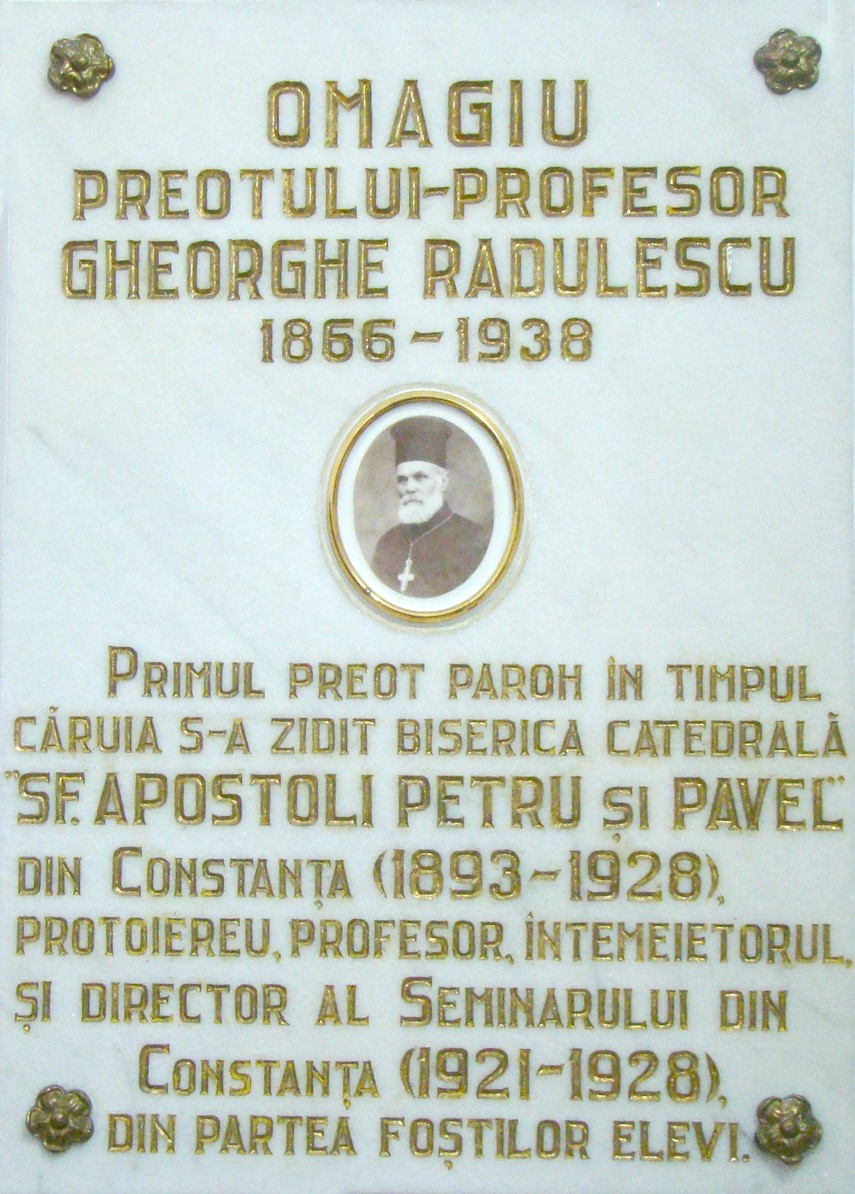 OMAGIU
PREOTULUI-PROFESOR
GHEORGHE RADULESCU
1866-1938
PRIMUL PREOT PAROH ÎN TIMPUL
CĂRUIA S-A ZIDIT BISERICA CATEDRALĂ
"SF. APOSTOLI PETRU ȘI PAVEL"
DIN CONSTANȚA (1893-1928),
PROTOIEREU, PROFESOR, ÎNTEMEIETORUL,
ȘI DIRECTOR AL SEMINARULUI DIN
CONSTANȚA (1921-1928),
DIN PARTEA FOȘTILOR ELEVI.